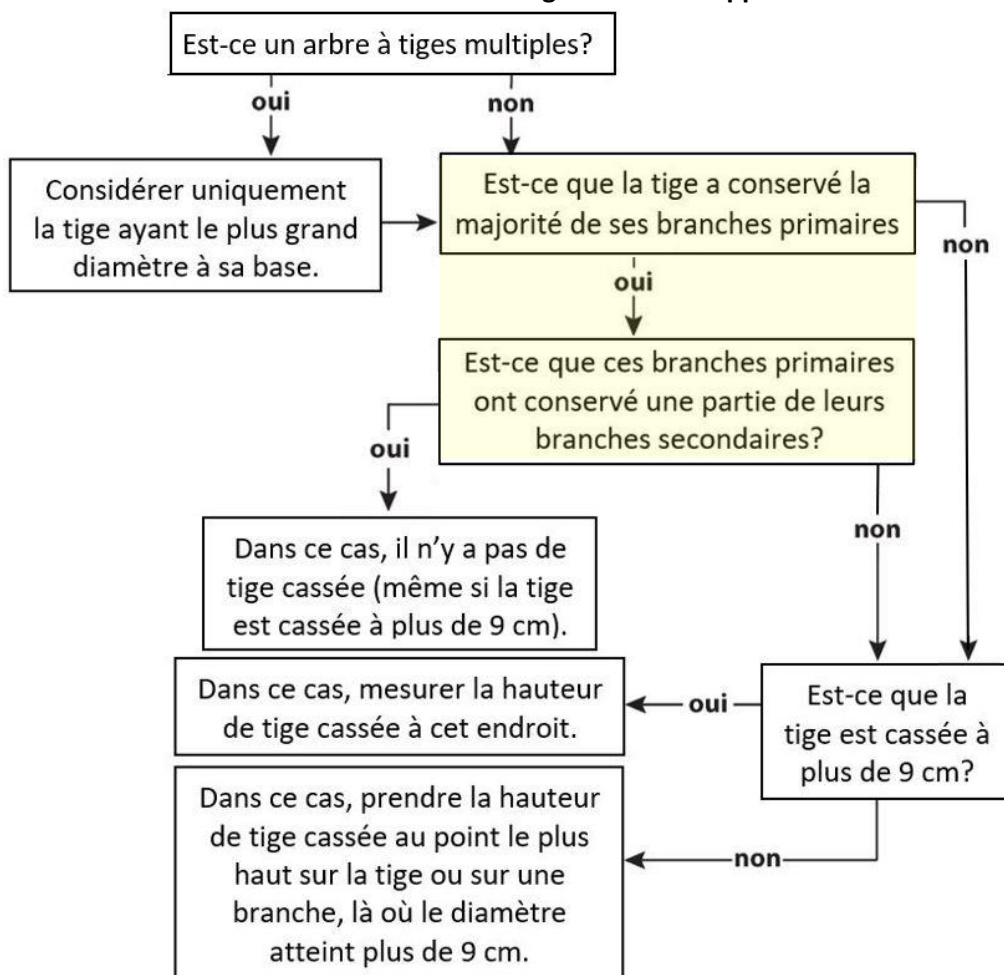 Est-ce un arbre à tiges multiples?
oui
non
Considérer uniquement
la tige ayant le plus grand
diamètre à sa base.
Est-ce que la tige a conservé la
majorité de ses branches primaires
non
oui
Est-ce que ces branches primaires
ont conservé une partie de leurs
branches secondaires?
oui
non
Dans ce cas, il n'y a pas de
tige cassée (même si la tige
est cassée à plus de 9 cm).
Dans ce cas, mesurer la hauteur
de tige cassée à cet endroit.
oui
Est-ce que la
tige est cassée à
plus de 9 cm?
Dans ce cas, prendre la hauteur
de tige cassée au point le plus
haut sur la tige ou sur une
branche, là où le diamètre
atteint plus de 9 cm.
non